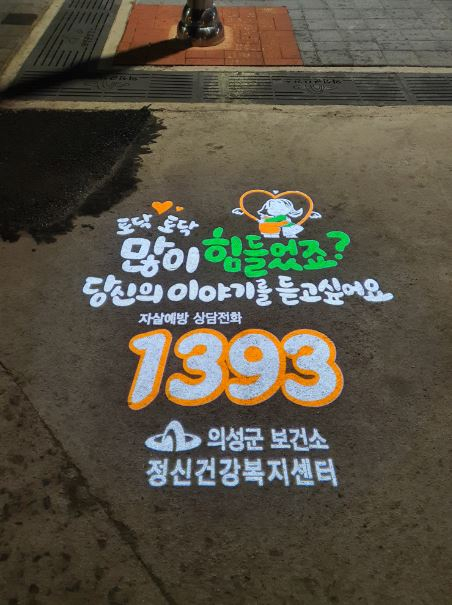 토닥 토닥
많이 힘들었죠?
당신의 이야기를 듣고싶어요
자살예방 상담전화
1393
의성군 보건소
정신건강복지센터